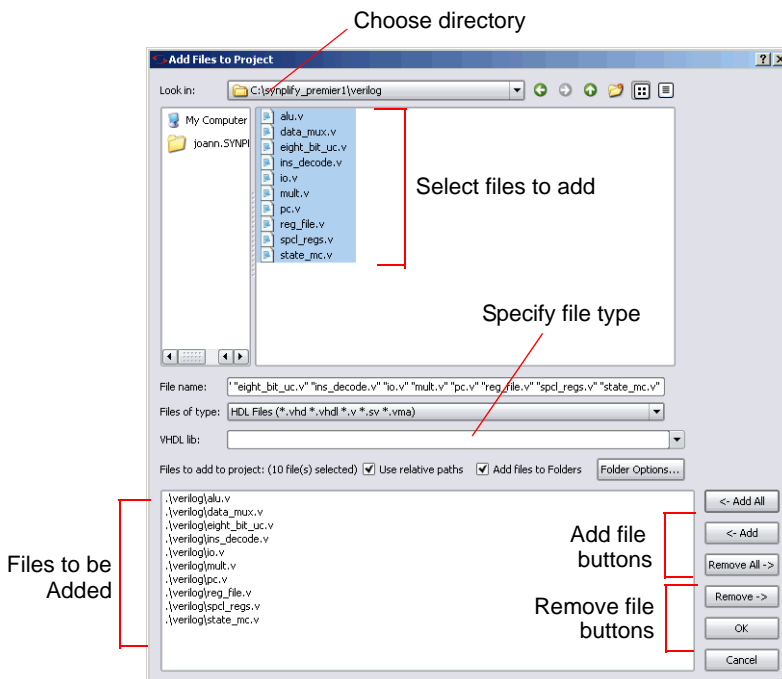 Choose directory
Add Files to Project
Look in: C:\synplify_premier1\verilog
My Computer
joann.SYNPl
alu.v
data_mux.v
eight_bit_uc.v
ins_decode.v
io.v
mult.v
pc.v
reg_file.v
spcl_regs.v
state_mc.v
Select files to add
Specify file type
File name: ' "eight_bit_uc.v" "ins_decode.v" "io.v" "mult.v" "pc.v" "reg_file.v" "spcl_regs.v" "state_mc.v"
Files of type: HDL Files (*.vhd *.vhdl *.v *.sv *.vma)
VHDL lib:
Files to add to project: (10 file(s) selected) Use relative paths Add files to Folders Folder Options...
Files to be
Added
.\verilog\alu.v
.\verilog\data_mux.v
.\verilog\eight_bit_uc.v
.\verilog\ins_decode.v
.\verilog\io.v
.\verilog\mult.v
.\verilog\pc.v
.\verilog\reg_file.v
.\verilog\spcl_regs.v
.\verilog\state_mc.v
Add file
buttons
Remove file
buttons
<- Add All
<- Add
Remove All ->
Remove ->
OK
Cancel